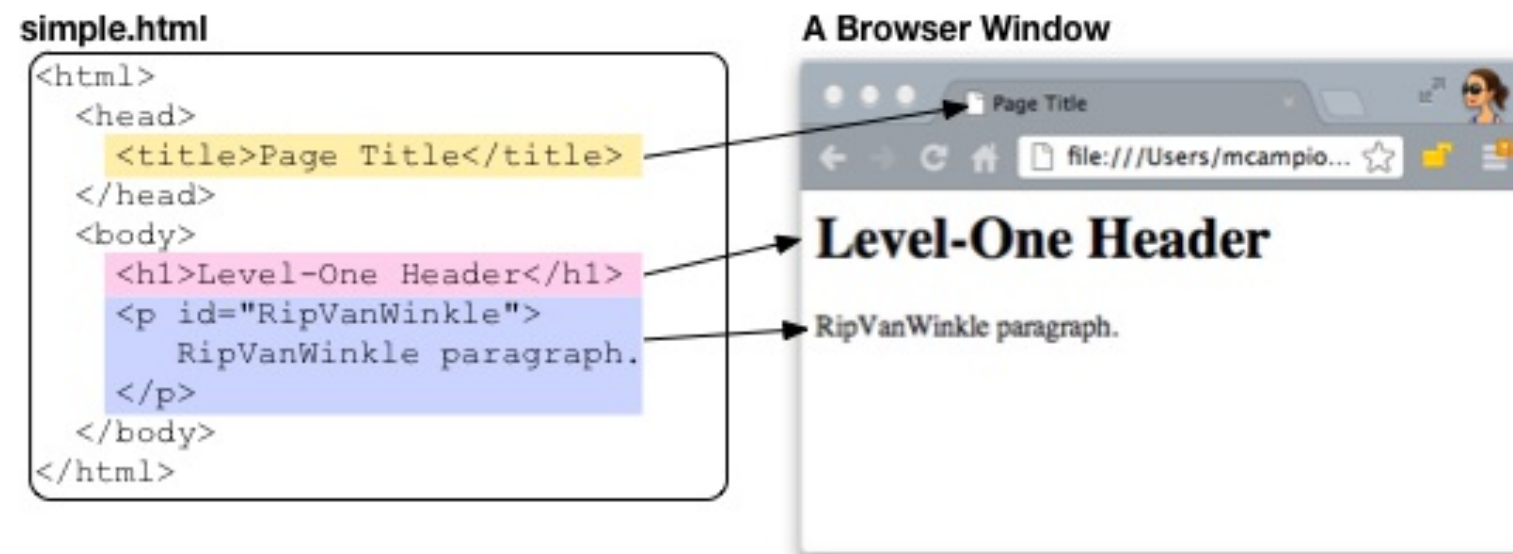 simple.html
<html>
<head>
<title>Page Title</title>
</head>
<body>
<h1>Level-One Header</h1>
<p id="RipVanWinkle">
RipVanWinkle paragraph.
</p>
</body>
</html>
A Browser Window
Page Title
file:///Users/mcampio...
Level-One Header
RipVanWinkle paragraph.